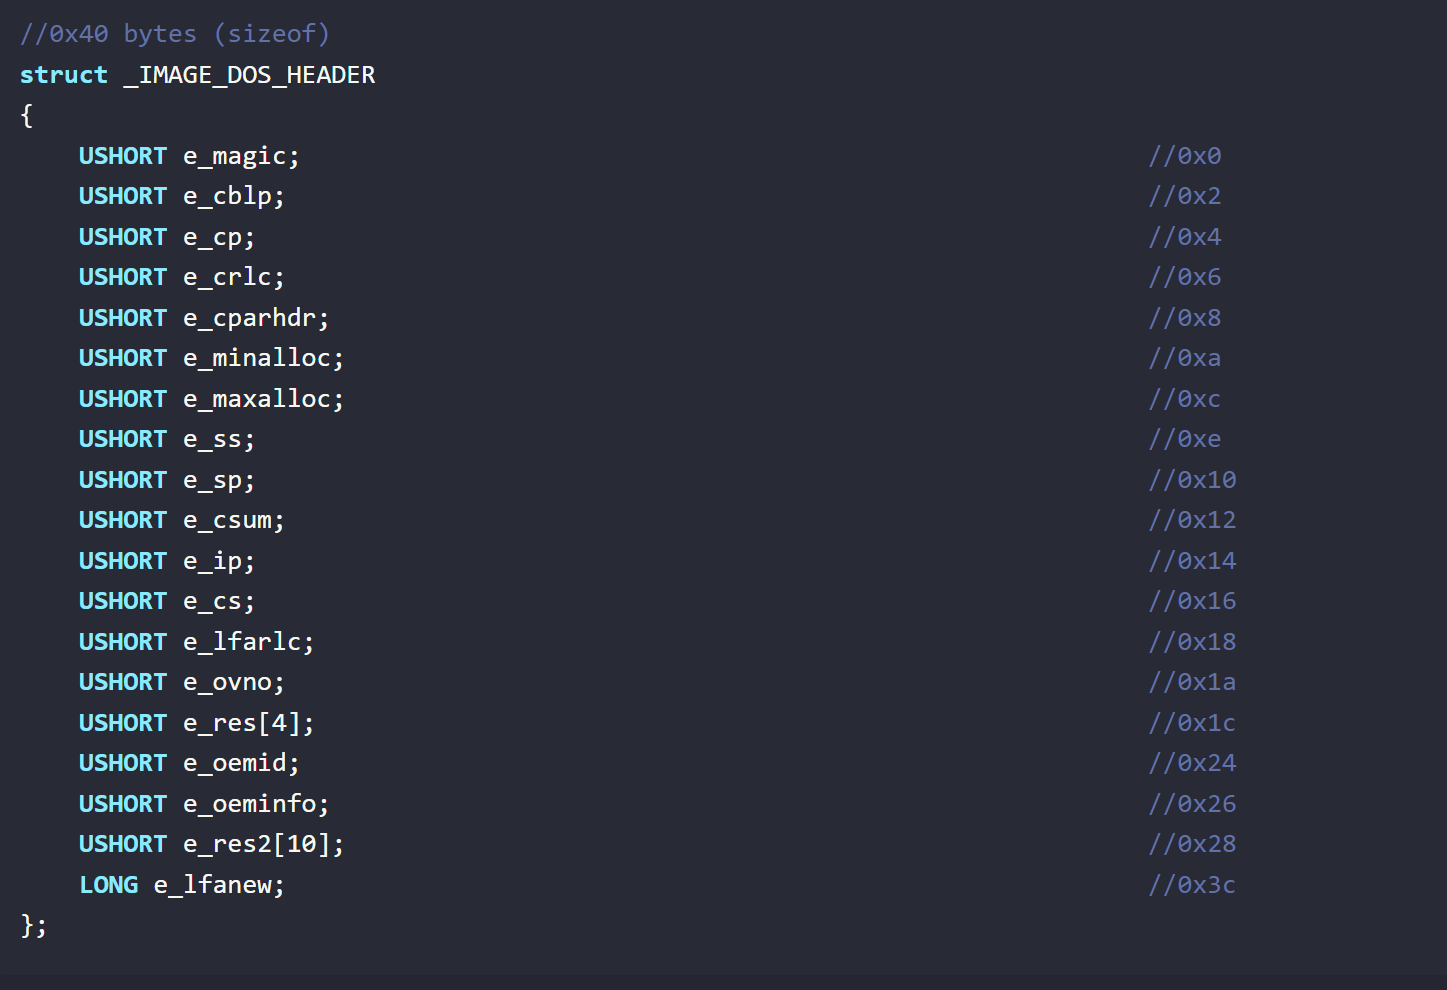 //0x40 bytes (sizeof)
struct _IMAGE_DOS_HEADER
{
    USHORT e_magic;                                                         //0x0
    USHORT e_cblp;                                                          //0x2
    USHORT e_cp;                                                            //0x4
    USHORT e_crlc;                                                          //0x6
    USHORT e_cparhdr;                                                       //0x8
    USHORT e_minalloc;                                                      //0xa
    USHORT e_maxalloc;                                                      //0xc
    USHORT e_ss;                                                            //0xe
    USHORT e_sp;                                                            //0x10
    USHORT e_csum;                                                          //0x12
    USHORT e_ip;                                                            //0x14
    USHORT e_cs;                                                            //0x16
    USHORT e_lfarlc;                                                        //0x18
    USHORT e_ovno;                                                          //0x1a
    USHORT e_res[4];                                                        //0x1c
    USHORT e_oemid;                                                         //0x24
    USHORT e_oeminfo;                                                       //0x26
    USHORT e_res2[10];                                                      //0x28
    LONG e_lfanew;                                                          //0x3c
};